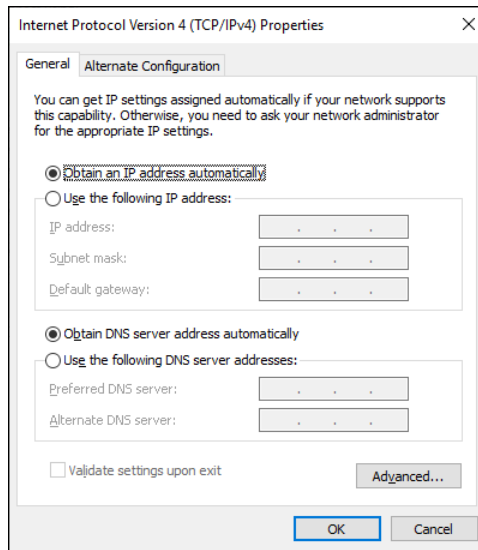 Internet Protocol Version 4 (TCP/IPv4) Properties
General
Alternate Configuration
You can get IP settings assigned automatically if your network supports
this capability. Otherwise, you need to ask your network administrator
for the appropriate IP settings.
Obtain an IP address automatically
Use the following IP address:
IP address:
Subnet mask:
Default gateway:
Obtain DNS server address automatically
Use the following DNS server addresses:
Preferred DNS server:
Alternate DNS server:
Validate settings upon exit
Advanced...
OK
Cancel